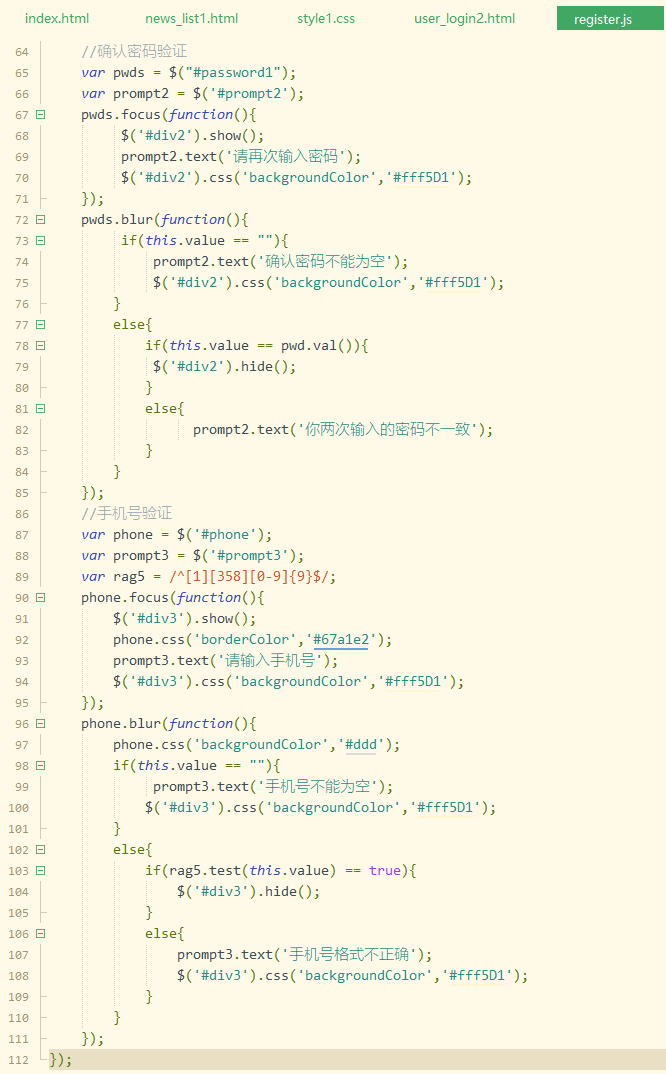 index.html news_list1.html style1.css user_login2.html register.js
64 //确认密码验证
65 var pwds = $("#password1");
66 var prompt2 = $('#prompt2');
67 pwds.focus(function(){
68 $('#div2').show();
69 prompt2.text('请再次输入密码');
70 $('#div2').css('backgroundColor','#fff5D1');
71 });
72 pwds.blur(function(){
73 if(this.value == ""){
74 prompt2.text('确认密码不能为空');
75 $('#div2').css('backgroundColor','#fff5D1');
76 }
77 else{
78 if(this.value == pwd.val()){
79 $('#div2').hide();
80 }
81 else{
82 prompt2.text('你两次输入的密码不一致');
83 }
84 }
85 });
86 //手机号验证
87 var phone = $('#phone');
88 var prompt3 = $('#prompt3');
89 var rag5 = /^[1][358][0-9]{9}$/;
90 phone.focus(function(){
91 $('#div3').show();
92 phone.css('borderColor','#67a1e2');
93 prompt3.text('请输入手机号');
94 $('#div3').css('backgroundColor','#fff5D1');
95 });
96 phone.blur(function(){
97 phone.css('backgroundColor','#ddd');
98 if(this.value == ""){
99 prompt3.text('手机号不能为空');
100 $('#div3').css('backgroundColor','#fff5D1');
101 }
102 else{
103 if(rag5.test(this.value) == true){
104 $('#div3').hide();
105 }
106 else{
107 prompt3.text('手机号格式不正确');
108 $('#div3').css('backgroundColor','#fff5D1');
109 }
110 }
111 });
112 });